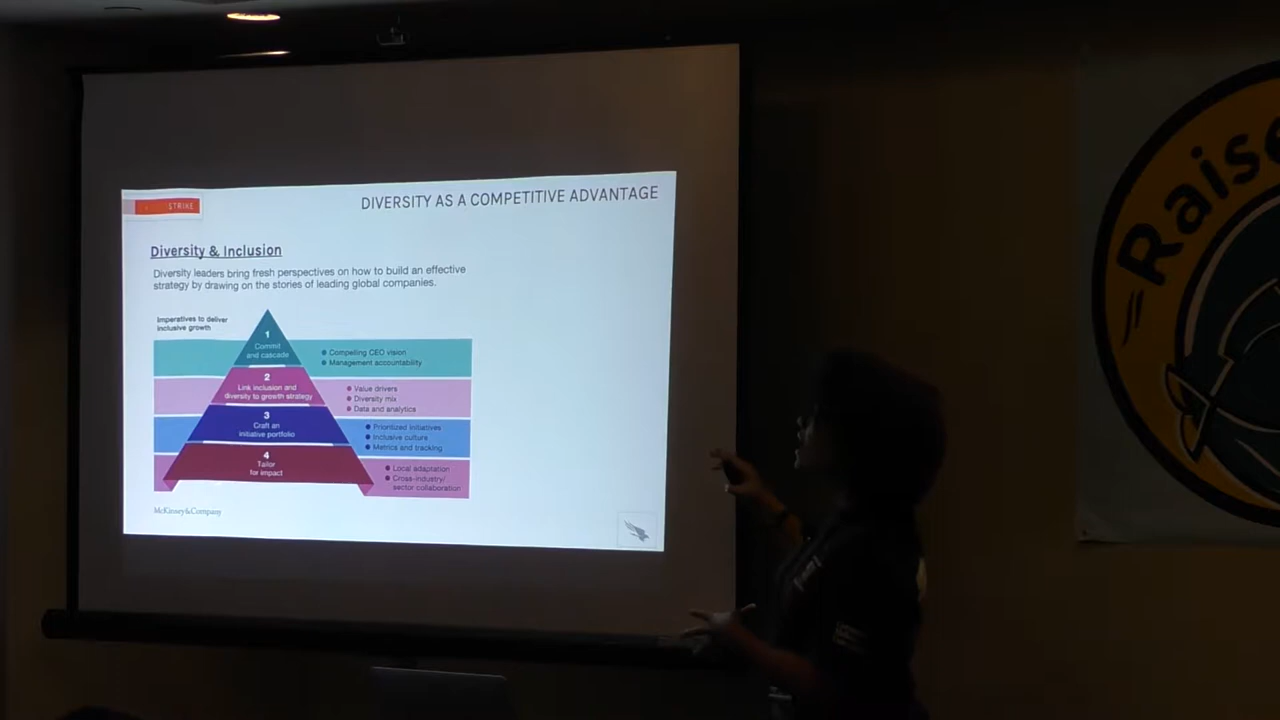 STRIKE
DIVERSITY AS A COMPETITIVE ADVANTAGE
Diversity & Inclusion
Diversity leaders bring fresh perspectives on how to build an effective
strategy by drawing on the stories of leading global companies.
Imperatives to deliver
inclusive growth
1
Commit
and cascade
● Compelling CEO vision
● Management accountability
2
Link inclusion and
diversity to growth strategy
● Value drivers
● Diversity mix
● Data and analytics
3
Craft an
initiative portfolio
● Prioritized initiatives
● Inclusive culture
● Metrics and tracking
4
Tailor
for impact
● Local adaptation
● Cross-industry/
sector collaboration
McKinsey&Company
Raise